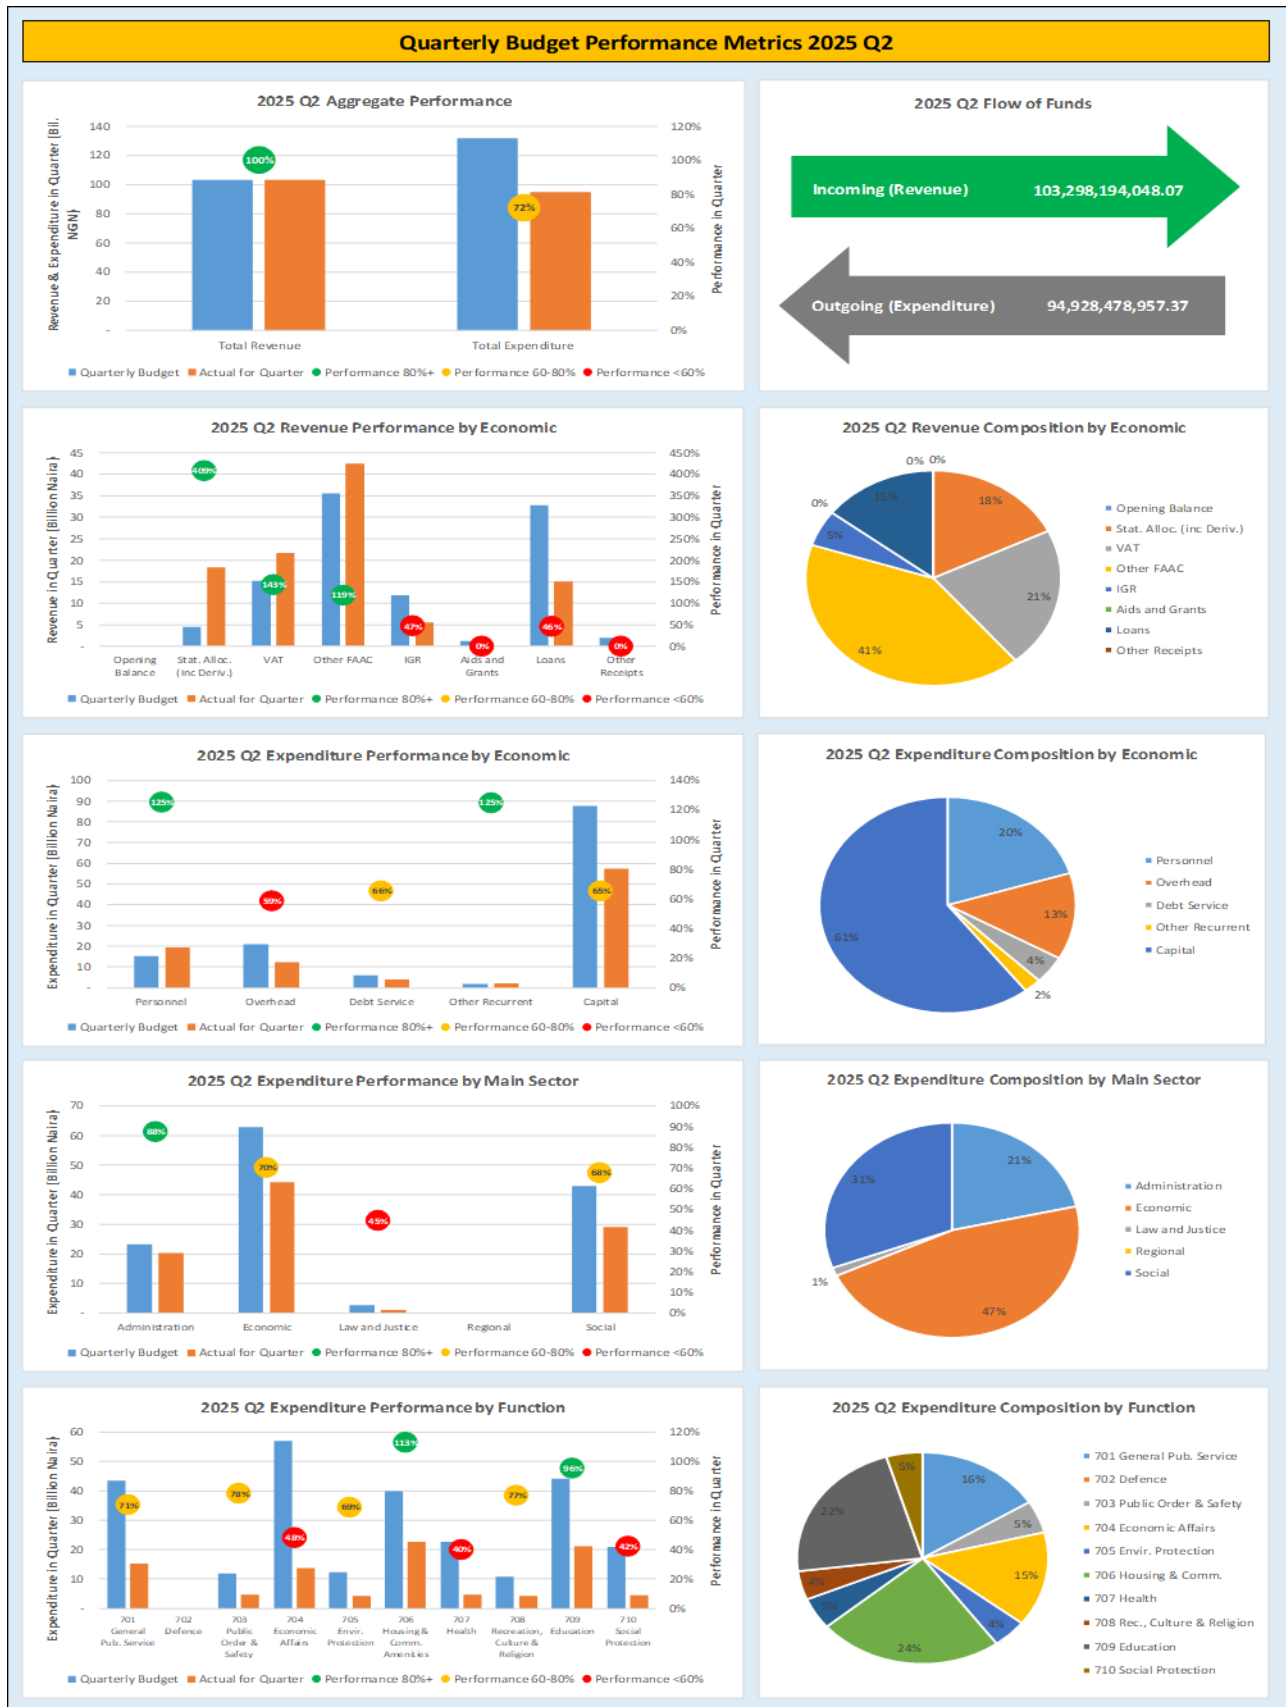 Quarterly Budget Performance Metrics 2025 Q2
2025 Q2 Aggregate Performance
Revenue & Expenditure in Quarter (Bil. NGN)
140
120
100
80
60
40
20
-
100%
72%
120%
100%
80%
60%
40%
20%
0%
Performance in Quarter
Total Revenue
Total Expenditure
Quarterly Budget
Actual for Quarter
Performance 80%+
Performance 60-80%
Performance <60%
2025 Q2 Flow of Funds
Incoming (Revenue) 103,298,194,048.07
Outgoing (Expenditure) 94,928,478,957.37
2025 Q2 Revenue Performance by Economic
Revenue in Quarter (Billion Naira)
45
40
35
30
25
20
15
10
5
-
409%
143%
119%
47%
0%
46%
0%
450%
400%
350%
300%
250%
200%
150%
100%
50%
0%
Performance in Quarter
Opening Balance
Stat. Alloc. (inc Deriv.)
VAT
Other FAAC
IGR
Aids and Grants
Loans
Other Receipts
Quarterly Budget
Actual for Quarter
Performance 80%+
Performance 60-80%
Performance <60%
2025 Q2 Revenue Composition by Economic
0% 0%
18%
21%
41%
5%
0%
15%
Opening Balance
Stat. Alloc. (inc Deriv.)
VAT
Other FAAC
IGR
Aids and Grants
Loans
Other Receipts
2025 Q2 Expenditure Performance by Economic
Expenditure in Quarter (Billion Naira)
100
90
80
70
60
50
40
30
20
10
-
125%
59%
66%
125%
65%
140%
120%
100%
80%
60%
40%
20%
0%
Performance in Quarter
Personnel
Overhead
Debt Service
Other Recurrent
Capital
Quarterly Budget
Actual for Quarter
Performance 80%+
Performance 60-80%
Performance <60%
2025 Q2 Expenditure Composition by Economic
20%
13%
4%
2%
61%
Personnel
Overhead
Debt Service
Other Recurrent
Capital
2025 Q2 Expenditure Performance by Main Sector
Expenditure in Quarter (Billion Naira)
70
60
50
40
30
20
10
-
88%
70%
45%
68%
100%
90%
80%
70%
60%
50%
40%
30%
20%
10%
0%
Performance in Quarter
Administration
Economic
Law and Justice
Regional
Social
Quarterly Budget
Actual for Quarter
Performance 80%+
Performance 60-80%
Performance <60%
2025 Q2 Expenditure Composition by Main Sector
21%
47%
1%
31%
Administration
Economic
Law and Justice
Regional
Social
2025 Q2 Expenditure Performance by Function
Expenditure in Quarter (Billion Naira)
60
50
40
30
20
10
-
71%
78%
48%
69%
113%
40%
77%
96%
42%
120%
100%
80%
60%
40%
20%
0%
Performance in Quarter
701 General Pub. Service
702 Defence
703 Public Order & Safety
704 Economic Affairs
705 Envir. Protection
706 Housing & Comm. Amenities
707 Health
708 Recreation, Culture & Religion
709 Education
710 Social Protection
Quarterly Budget
Actual for Quarter
Performance 80%+
Performance 60-80%
Performance <60%
2025 Q2 Expenditure Composition by Function
16%
5%
15%
4%
24%
5%
4%
22%
5%
701 General Pub. Service
702 Defence
703 Public Order & Safety
704 Economic Affairs
705 Envir. Protection
706 Housing & Comm.
707 Health
708 Rec., Culture & Religion
709 Education
710 Social Protection